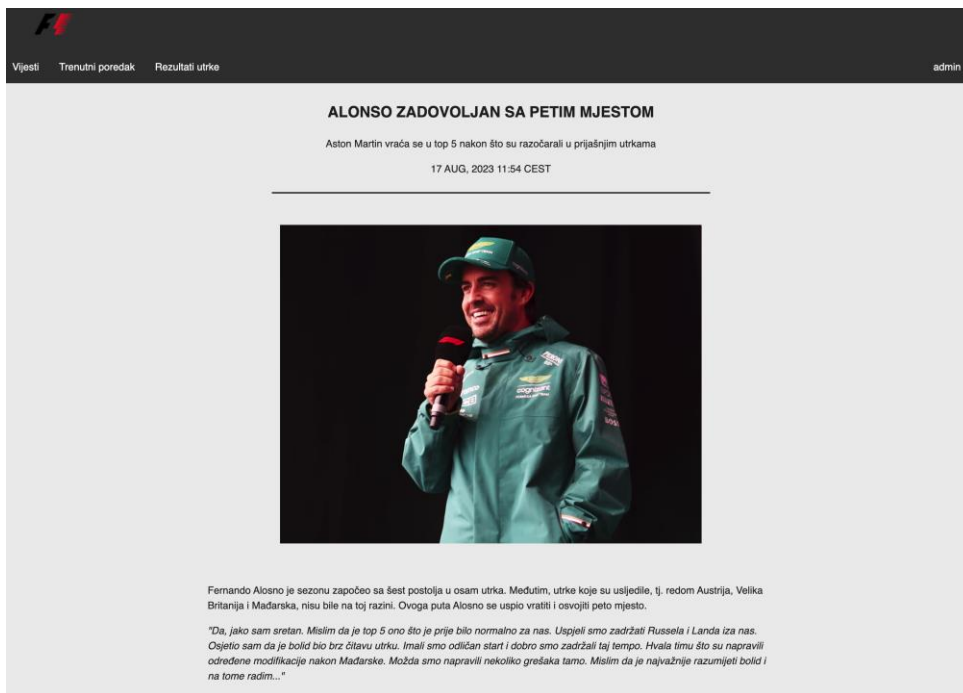 F1
Vijesti Trenutni poredak Rezultati utrke admin
ALONSO ZADOVOLJAN SA PETIM MJESTOM
Aston Martin vraća se u top 5 nakon što su razočarali u prijašnjim utrkama
17 AUG, 2023 11:54 CEST
cognizant
Fernando Alosno je sezonu započeo sa šest postolja u osam utrka. Međutim, utrke koje su usljedile, tj. redom Austrija, Velika
Britanija i Mađarska, nisu bile na toj razini. Ovoga puta Alosno se uspio vratiti i osvojiti peto mjesto.
"Da, jako sam sretan. Mislim da je top 5 ono što je prije bilo normalno za nas. Uspjeli smo zadržati Russela i Landa iza nas.
Osjetio sam da je bolid bio brz čitavu utrku. Imali smo odličan start i dobro smo zadržali taj tempo. Hvala timu što su napravili
određene modifikacije nakon Mađarske. Možda smo napravili nekoliko grešaka tamo. Mislim da je najvažnije razumijeti bolid i
na tome radim..."